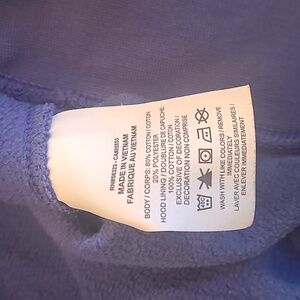 MADE IN VIETNAM
FABRIQUÉ AU VIETNAM
BODY / CORPS: 80% COTTON / COTON
20% POLYESTER
HOOD LINING / DOUBLURE DE CAPUCHE:
100% COTTON / COTON
EXCLUSIVE OF DECORATION /
DECORATION NON COMPRISE
WASH WITH LIKE COLORS / REMOVE
IMMEDIATELY
LAVER AVEC COULEURS SIMILAIRES /
ENLEVER IMMEDIATEMENT